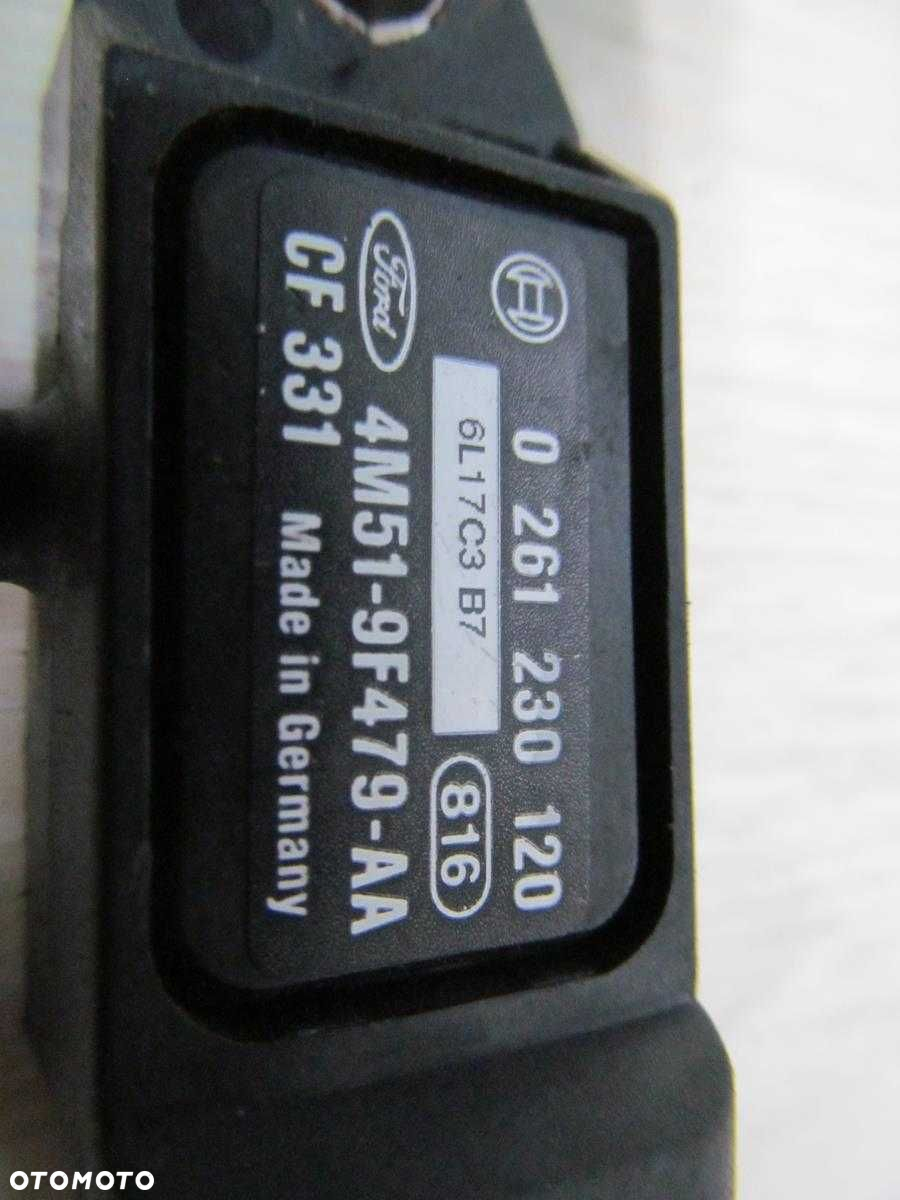 0 261 230 120
6L17C3 B7
816
Ford
4M51-9F479-AA
CF 331 Made in Germany
OTOMOTO